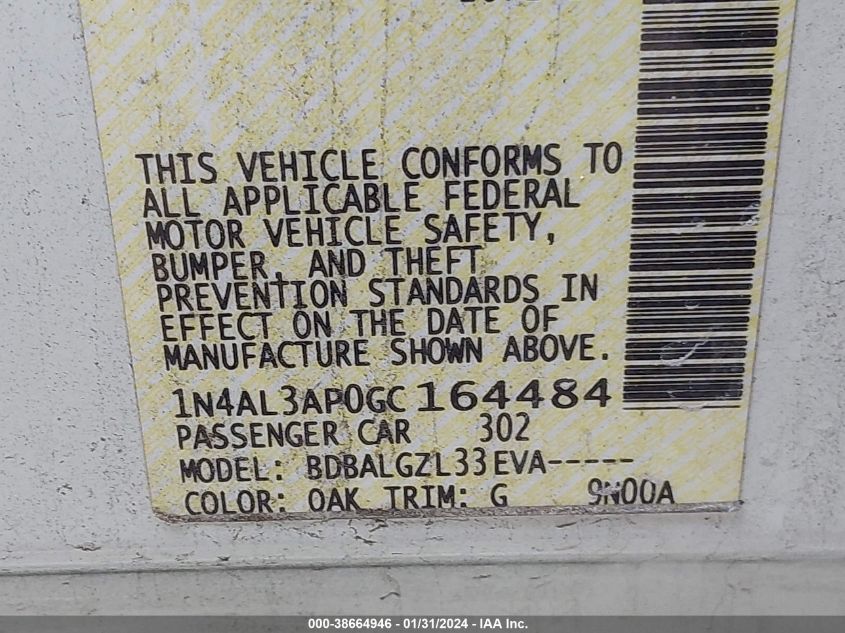 THIS VEHICLE CONFORMS TO
ALL APPLICABLE FEDERAL
MOTOR VEHICLE SAFETY,
BUMPER, AND THEFT
PREVENTION STANDARDS IN
EFFECT ON THE DATE OF
MANUFACTURE SHOWN ABOVE.
1N4AL3AP0GC164484
PASSENGER CAR 302
MODEL: BDBALGZL33EVA-----
COLOR: QAK TRIM: G 9N00A
000-38664946 - 01/31/2024 - IAA Inc.